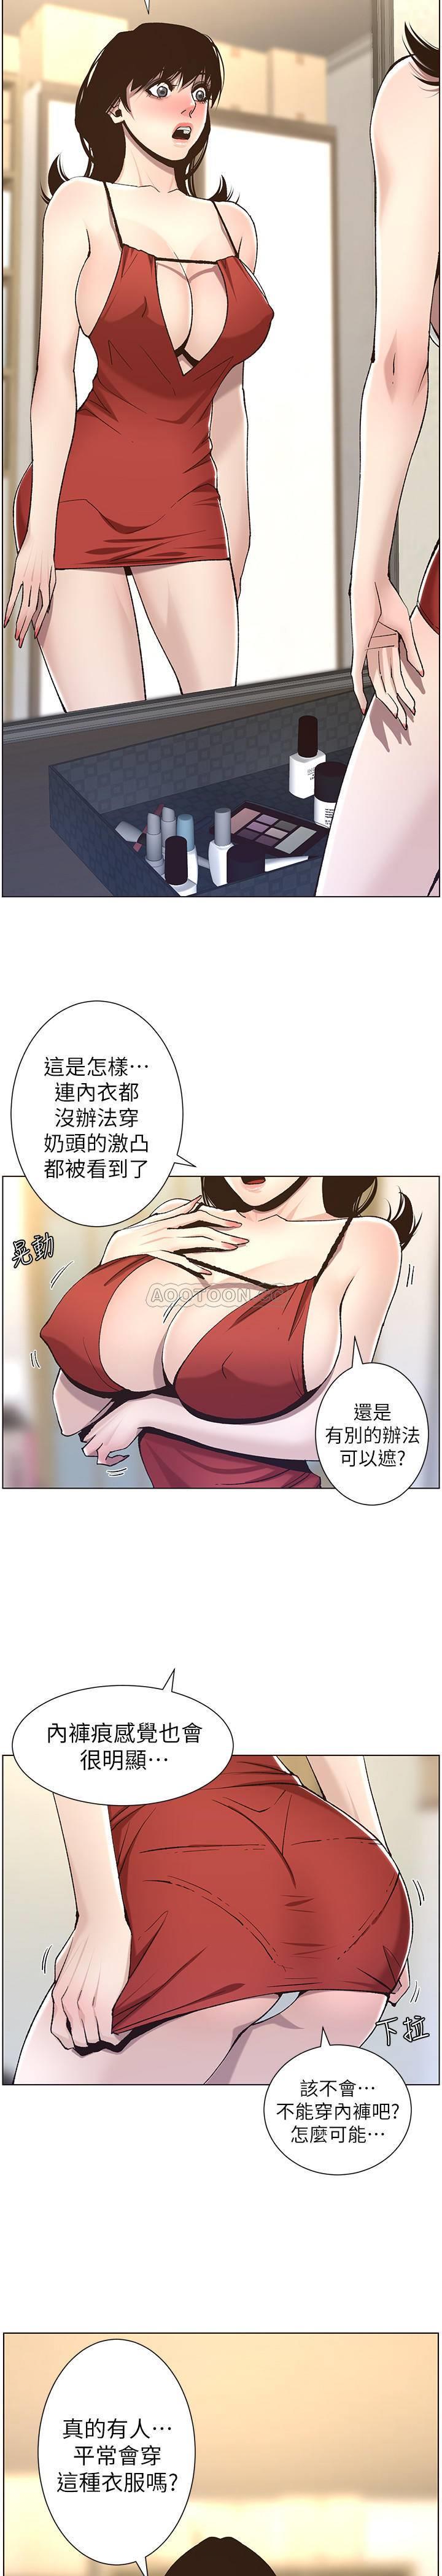 這是怎樣…
連內衣都
沒辦法穿
奶頭的激凸
都被看到了
晃動
AQOTOON.CO
還是
有別的辦法
可以遮?
內褲痕感覺也會
很明顯…
下拉
該不會…
不能穿內褲吧?
怎麼可能…
真的有人…
平常會穿
這種衣服嗎?